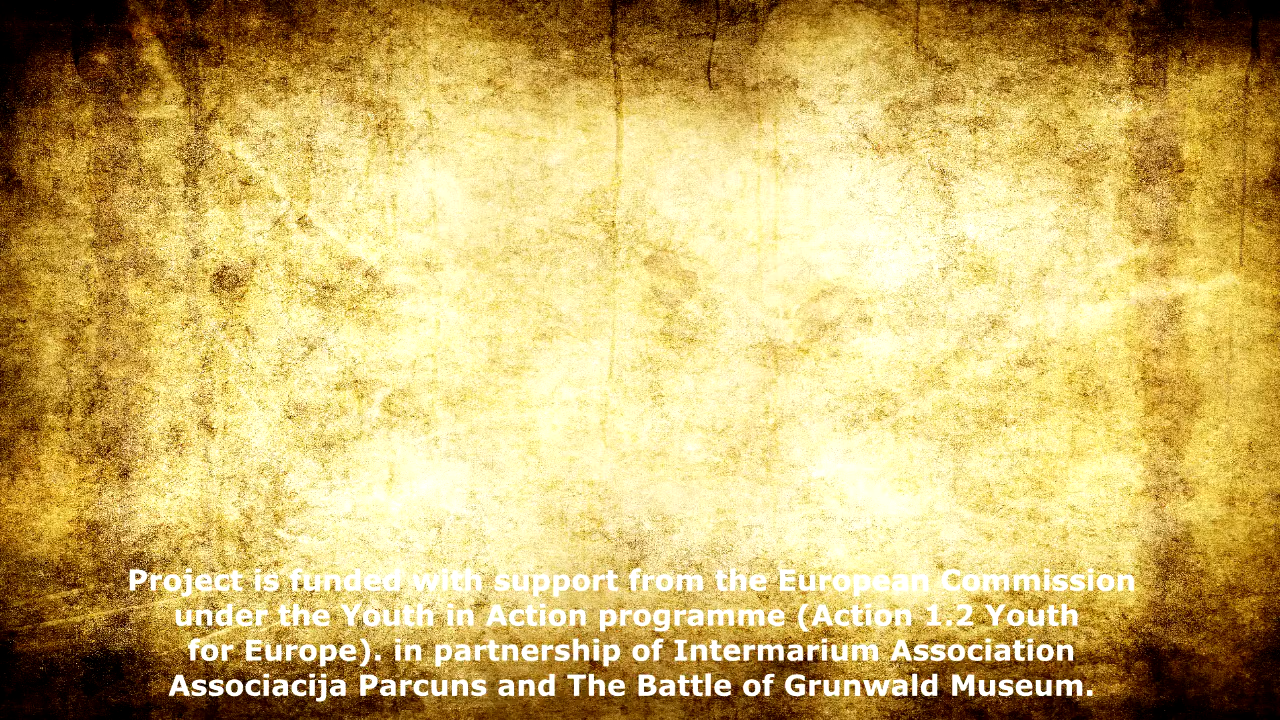 Project is funded with support from the European Commission
under the Youth in Action programme (Action 1.2 Youth
for Europe). in partnership of Intermarium Association
Associacija Parcuns and The Battle of Grunwald Museum.